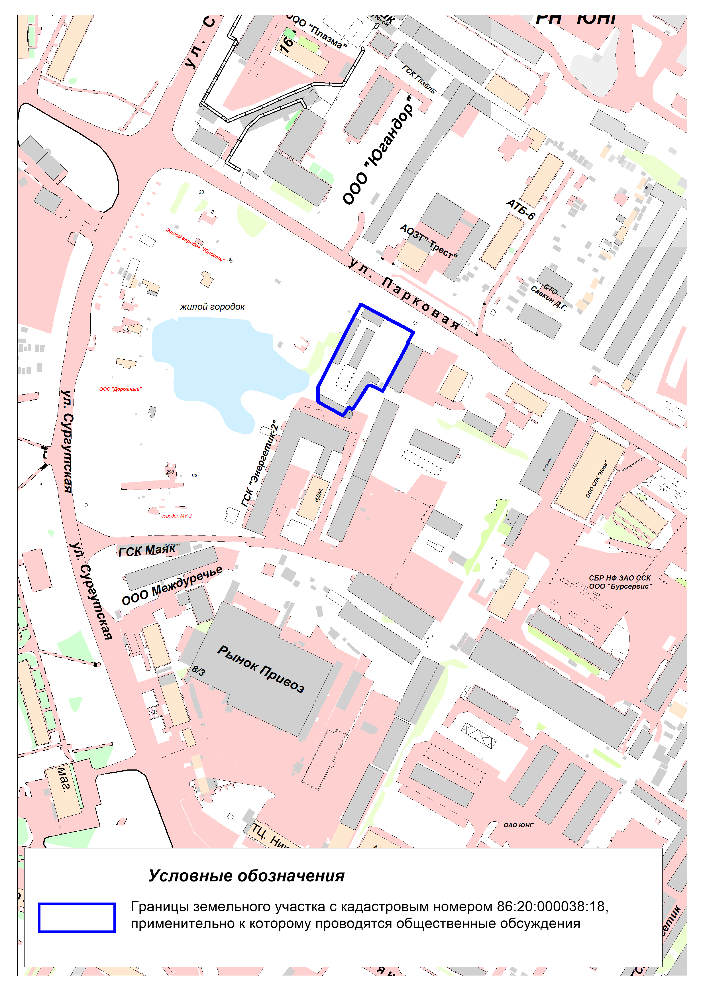 РН "ЮНГ
ООО "Плазма"
16
ГСК Газель
ООО "Югандор"
АТБ-6
АОЗТ" Трест"
ул. Парковая
СТО
Савкин Д.Г.
23
2
Жилой городок "Юность"
36
жилой городок
ООС "Дорожный"
ул. Сургутская
ГСК "Энергетик-2"
адм.
ООО СПК "Нова"
29б
13б
городок МУ-2
ул. Сургутская
ГСК Маяк
ООО Междуречье
СБР НФ ЗАО ССК
ООО "Бурсервис"
Рынок Привоз
8/3
маг.
ТЦ. Ник
ОАО ЮНГ
Условные обозначения
Границы земельного участка с кадастровым номером 86:20:000038:18,
применительно к которому проводятся общественные обсуждения